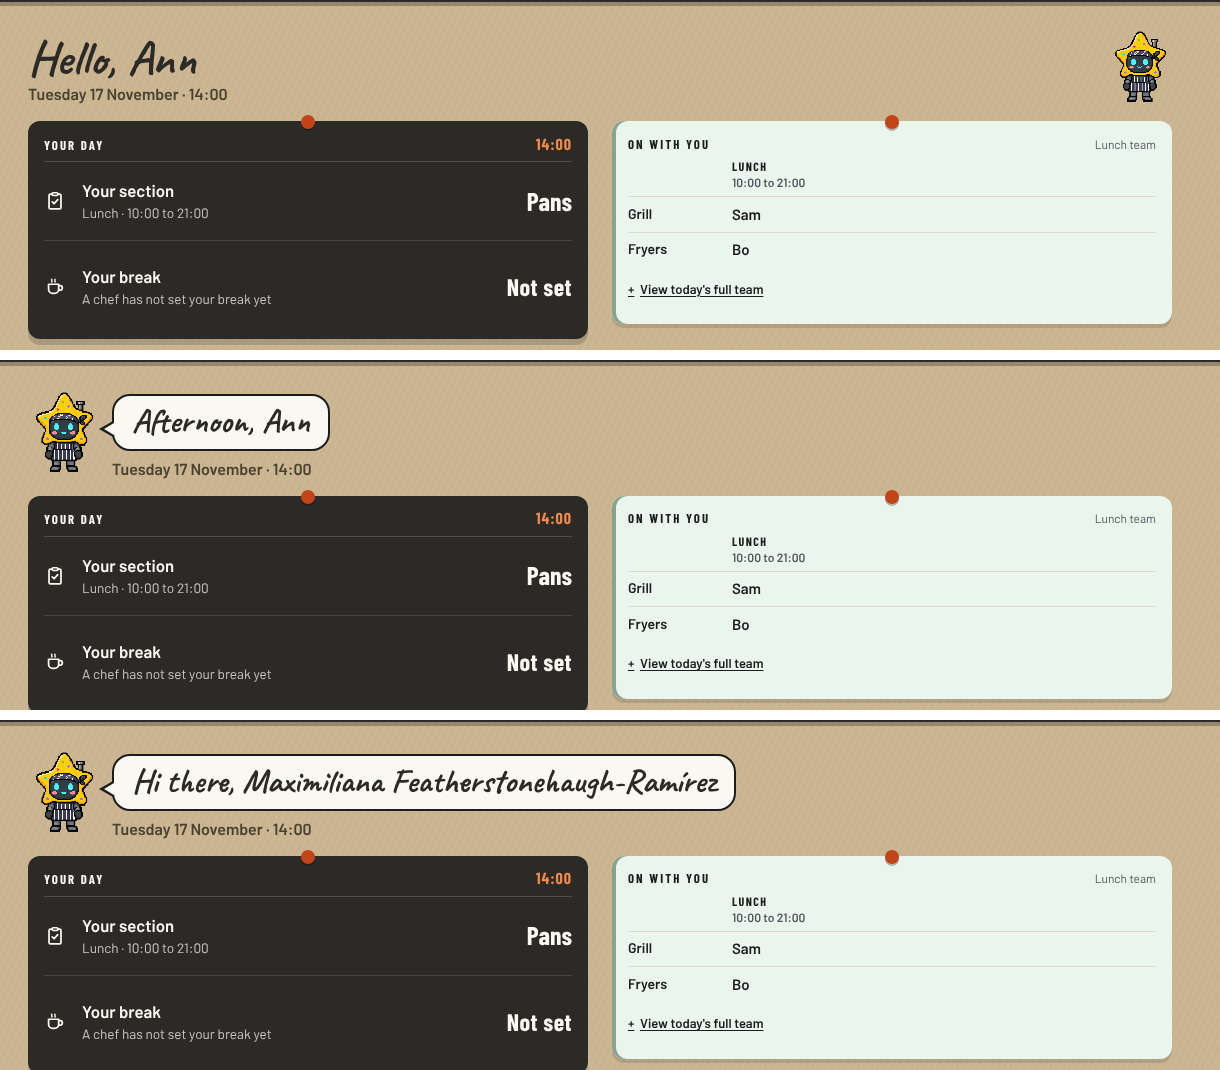 Hello, Ann
Tuesday 17 November · 14:00
YOUR DAY 14:00
Your section
Lunch · 10:00 to 21:00
Pans
Your break
A chef has not set your break yet
Not set
ON WITH YOU Lunch team
LUNCH
10:00 to 21:00
Grill Sam
Fryers Bo
+ View today's full team
Afternoon, Ann
Tuesday 17 November · 14:00
YOUR DAY 14:00
Your section
Lunch · 10:00 to 21:00
Pans
Your break
A chef has not set your break yet
Not set
ON WITH YOU Lunch team
LUNCH
10:00 to 21:00
Grill Sam
Fryers Bo
+ View today's full team
Hi there, Maximiliana Featherstonehaugh-Ramírez
Tuesday 17 November · 14:00
YOUR DAY 14:00
Your section
Lunch · 10:00 to 21:00
Pans
Your break
A chef has not set your break yet
Not set
ON WITH YOU Lunch team
LUNCH
10:00 to 21:00
Grill Sam
Fryers Bo
+ View today's full team